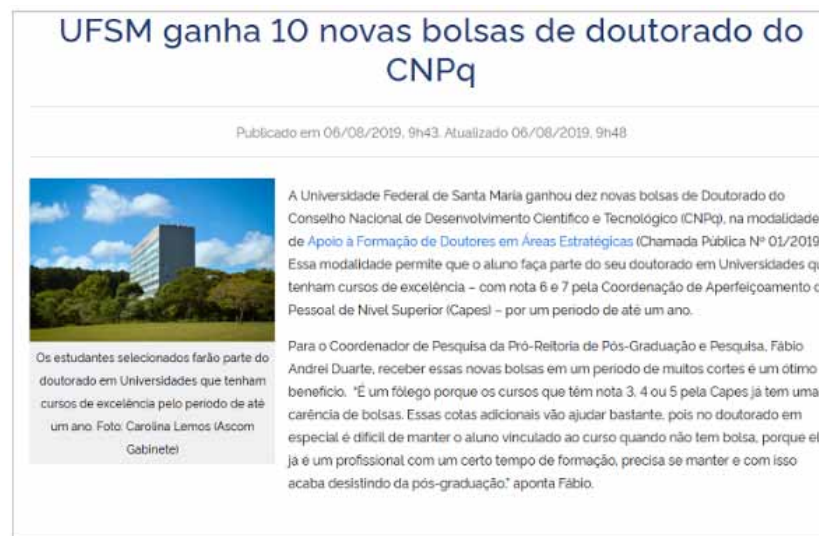 UFSM ganha 10 novas bolsas de doutorado do
CNPq
Publicado em 06/08/2019, 9h43. Atualizado 06/08/2019, 9h48
A Universidade Federal de Santa Maria ganhou dez novas bolsas de Doutorado do
Conselho Nacional de Desenvolvimento Científico e Tecnológico (CNPq), na modalidade
de Apoio à Formação de Doutores em Áreas Estratégicas (Chamada Pública Nº 01/2019
Essa modalidade permite que o aluno faça parte do seu doutorado em Universidades
tenham cursos de excelência – com nota 6 e 7 pela Coordenação de Aperfeiçoamento
Pessoal de Nível Superior (Capes) – por um período de até um ano.
Para o Coordenador de Pesquisa da Pró-Reitoria de Pós-Graduação e Pesquisa, Fábio
Andrei Duarte, receber essas novas bolsas em um período de muitos cortes é um ótimo
benefício. "É um fôlego porque os cursos que têm nota 3, 4 ou 5 pela Capes já tem uma
carência de bolsas. Essas cotas adicionais vão ajudar bastante, pois no doutorado em
especial é difícil de manter o aluno vinculado ao curso quando não tem bolsa, porque
já é um profissional com um certo tempo de formação, precisa se manter e com isso
acaba desistindo da pós-graduação," aponta Fábio.
Os estudantes selecionados farão parte do
doutorado em Universidades que tenham
cursos de excelência pelo período de até
um ano. Foto: Carolina Lemos (Ascom
Gabinete)